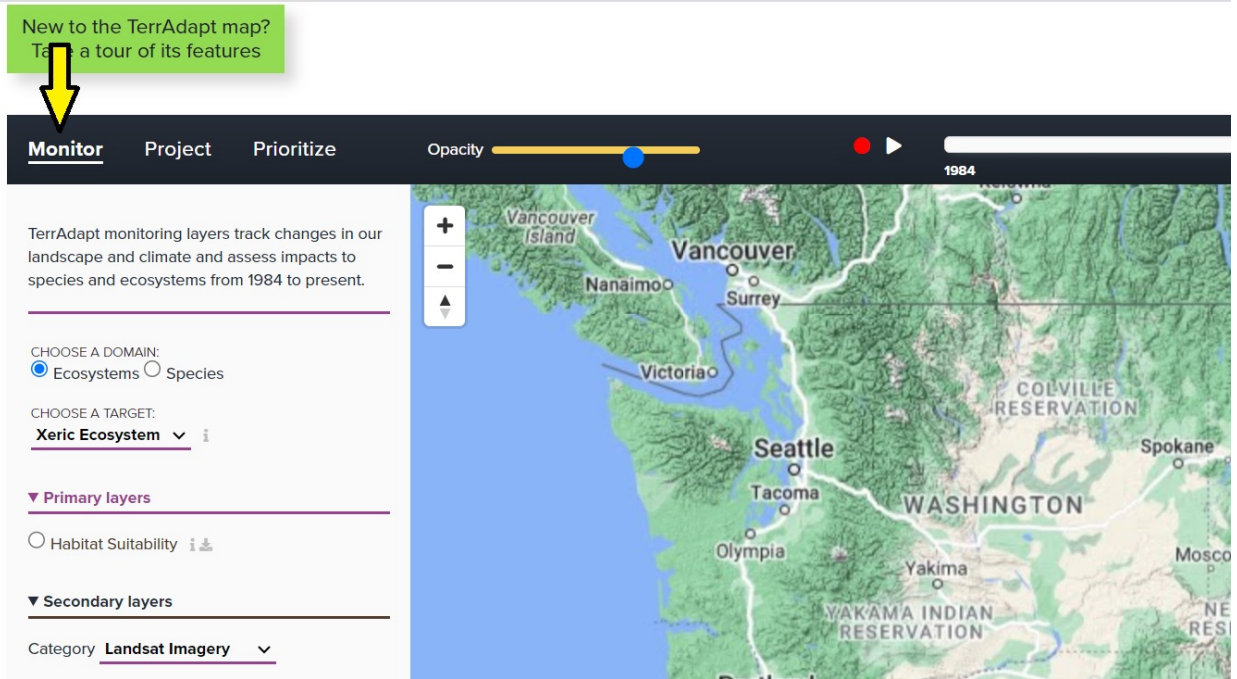 New to the TerrAdapt map?
Take a tour of its features
Monitor Project Prioritize Opacity 1984
TerrAdapt monitoring layers track changes in our
landscape and climate and assess impacts to
species and ecosystems from 1984 to present.
CHOOSE A DOMAIN:
Ecosystems Species
CHOOSE A TARGET:
Xeric Ecosystem
Primary layers
Habitat Suitability
Secondary layers
Category Landsat Imagery
Vancouver
Island
Vancouver
Nanaimo
Surrey
Victoria
COLVILLE
RESERVATION
Seattle
Spokane
Tacoma
WASHINGTON
Olympia
Mosco
Yakima
YAKAMA INDIAN
RESERVATION
NE
RESI